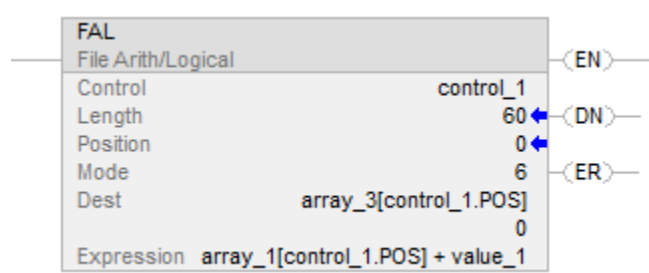 FAL
File Arith/Logical
EN
Control control_1
Length 60
DN
Position 0
Mode 6
ER
Dest array_3[control_1.POS]
0
Expression array_1[control_1.POS] + value_1